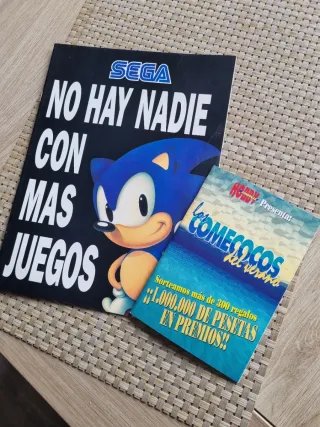 SEGA
NO HAY NADIE
CON
MAS
JUEGOS
HOBBY
Presenta:
Los
COMECOCOS
del verano
Sorteamos más de 300 regalos
¡¡1.000.000 DE PESETAS
EN PREMIOS!!